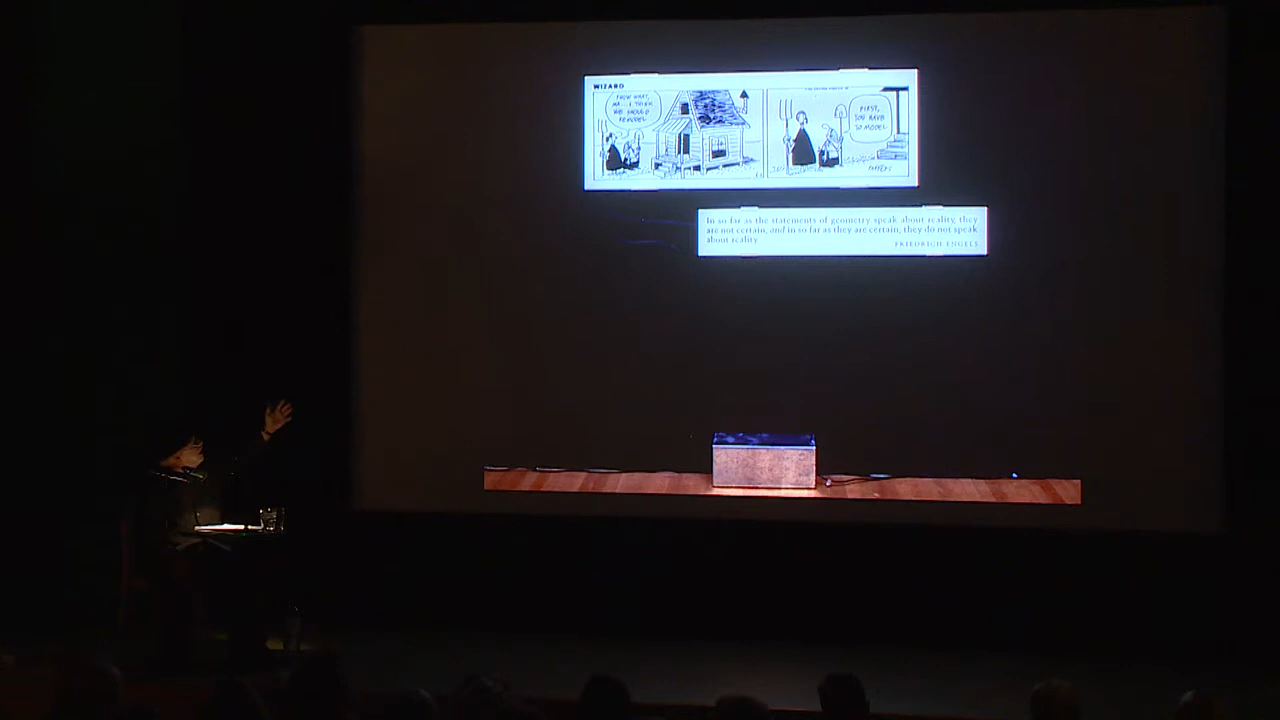 WIZARD
KNOW WHAT,
MA... I THINK
WE SHOULD
REMODEL
FIRST,
YOU HAVE
TO MODEL
In so far as the statements of geometry speak about reality, they
are not certain, and in so far as they are certain, they do not speak
about reality
FRIEDRICH ENGELS